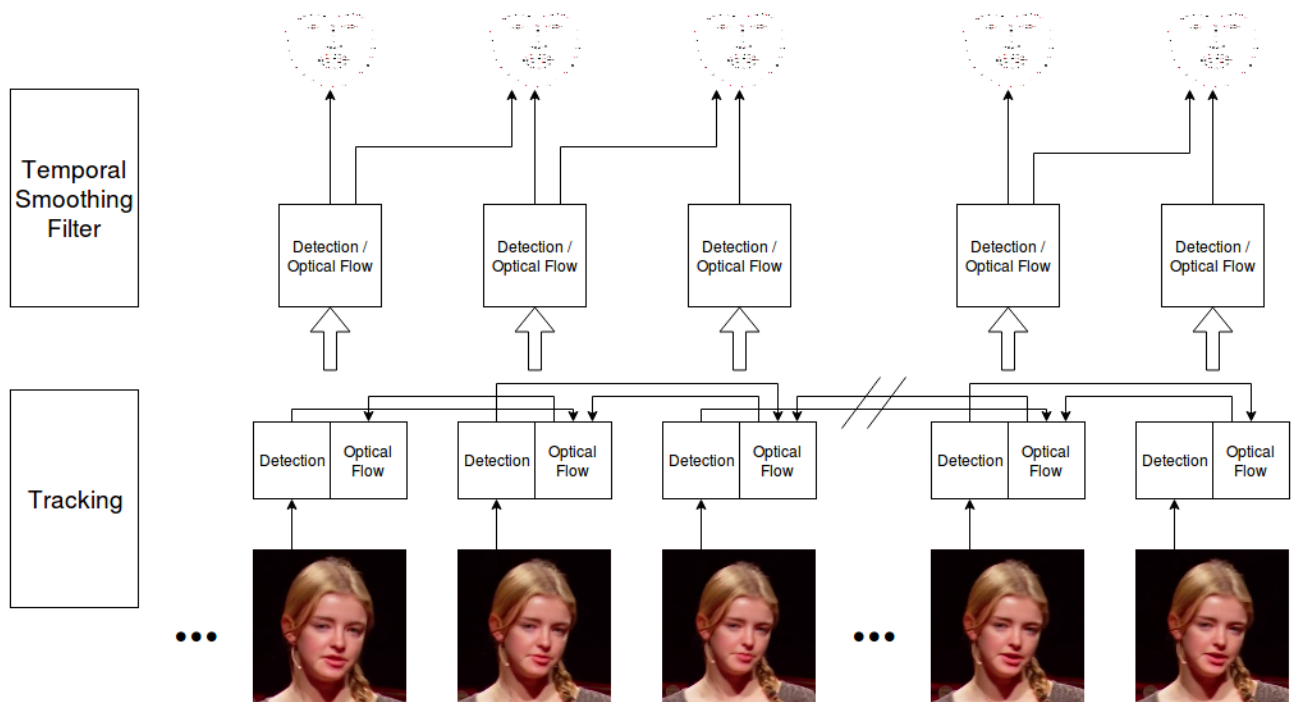 Temporal
Smoothing
Filter
Detection /
Optical Flow
Detection /
Optical Flow
Detection /
Optical Flow
Detection /
Optical Flow
Detection /
Optical Flow
Tracking
Detection
Optical
Flow
Detection
Optical
Flow
Detection
Optical
Flow
Detection
Optical
Flow
Detection
Optical
Flow